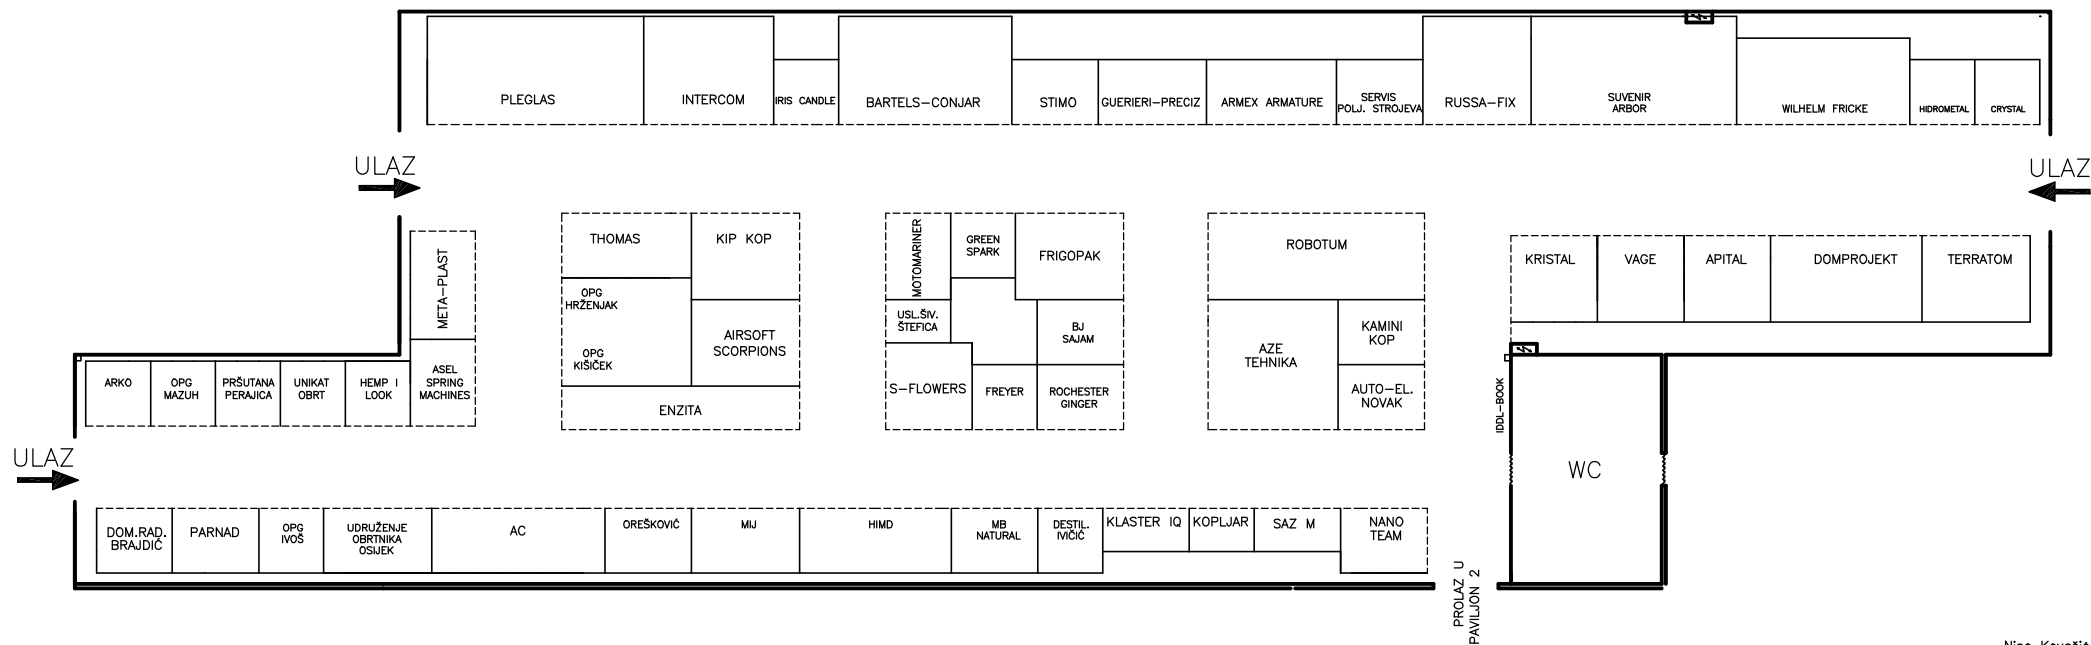 PLEGLAS
INTERCOM
IRIS CANDLE
BARTELS-CONJAR
STIMO
GUERIERI-PRECIZ
ARMEX ARMATURE
SERVIS
POLJ. STROJEVA
RUSSA-FIX
SUVENIR
ARBOR
WILHELM FRICKE
HIDROMETAL
CRYSTAL
ULAZ
ULAZ
META-PLAST
THOMAS
KIP KOP
OPG
HRŽENJAK
OPG
KIŠIČEK
AIRSOFT
SCORPIONS
ENZITA
MOTOMARINER
GREEN
SPARK
FRIGOPAK
USL.ŠIV.
ŠTEFICA
BJ
SAJAM
S-FLOWERS
FREYER
ROCHESTER
GINGER
ROBOTUM
AZE
TEHNIKA
KAMINI
KOP
AUTO-EL.
NOVAK
KRISTAL
VAGE
APITAL
DOMPROJEKT
TERRATOM
ARKO
OPG
MAZUH
PRŠUTANA
PERAJICA
UNIKAT
OBRT
HEMP I
LOOK
ASEL
SPRING
MACHINES
IDDL-BOOK
WC
ULAZ
DOM.RAD.
BRAJDIĆ
PARNAD
OPG
IVOŠ
UDRUŽENJE
OBRTNIKA
OSIJEK
AC
OREŠKOVIĆ
MIJ
HIMD
MB
NATURAL
DESTIL.
IVIČIĆ
KLASTER IQ
KOPLJAR
SAZ M
NANO
TEAM
PROLAZ U
PAVILJON 2